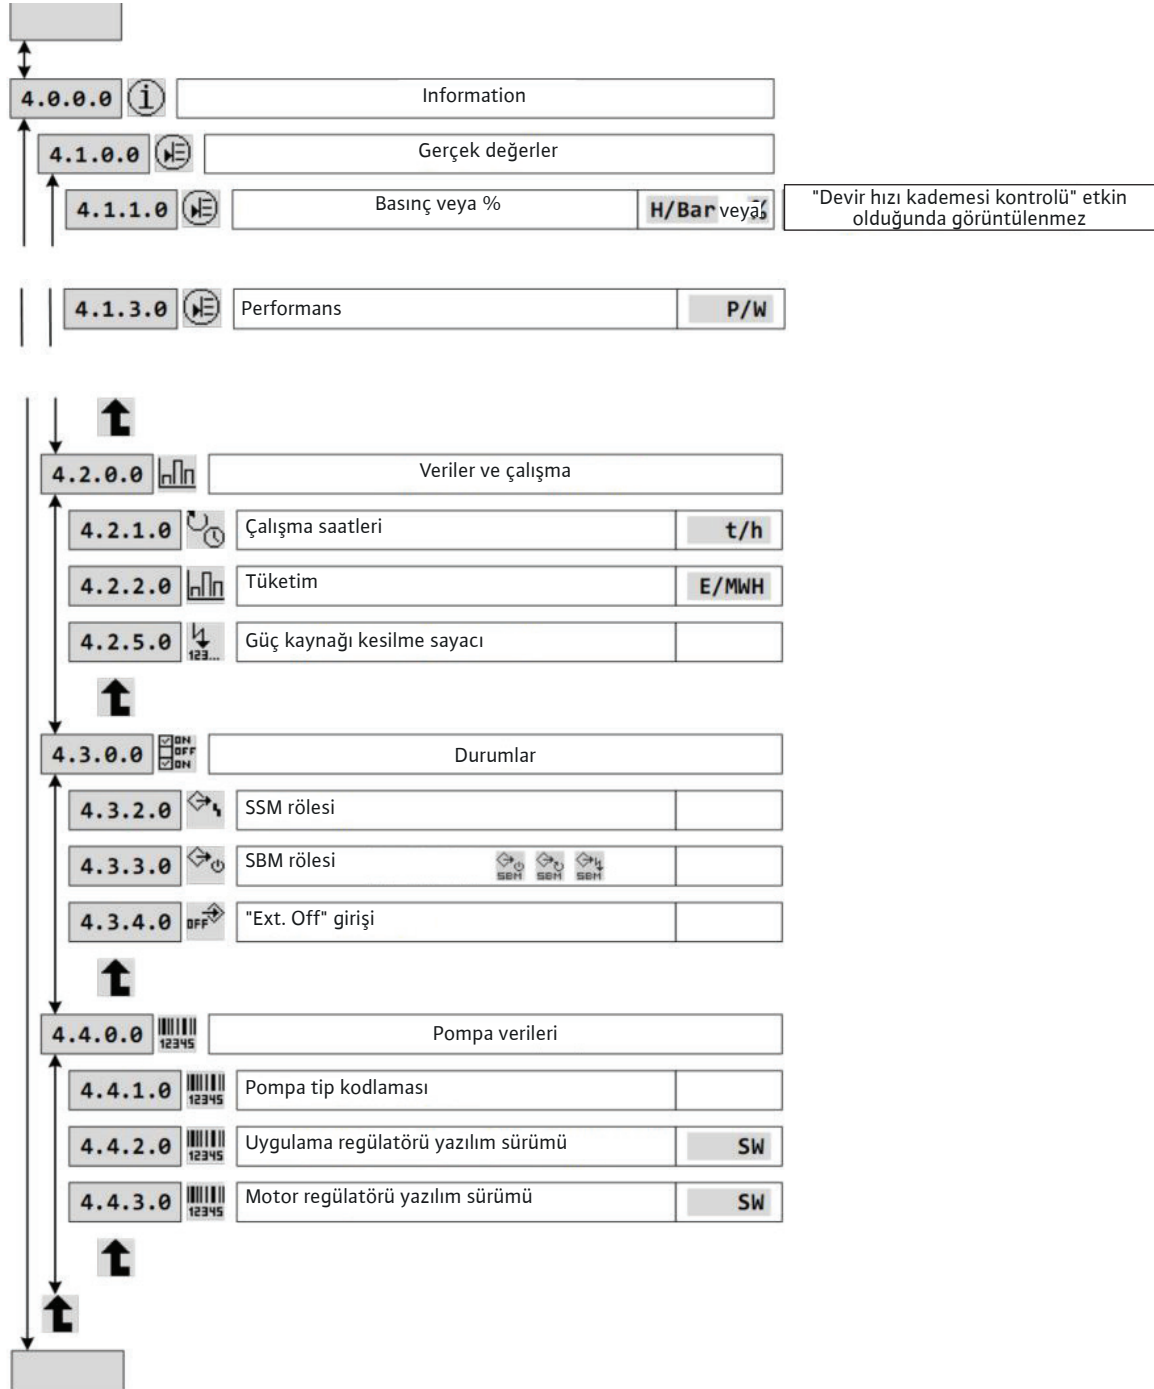 4.0.0.0 Information
4.1.0.0 Gerçek değerler
4.1.1.0 Basınç veya % H/Bar veya %
"Devir hızı kademesi kontrolü" etkin
olduğunda görüntülenmez
4.1.3.0 Performans P/W
4.2.0.0 Veriler ve çalışma
4.2.1.0 Çalışma saatleri t/h
4.2.2.0 Tüketim E/MWH
4.2.5.0 123... Güç kaynağı kesilme sayacı
4.3.0.0 ON OFF ON Durumlar
4.3.2.0 SSM rölesi
4.3.3.0 SBM rölesi SBM SBM SBM
4.3.4.0 OFF "Ext. Off" girişi
4.4.0.0 12345 Pompa verileri
4.4.1.0 12345 Pompa tip kodlaması
4.4.2.0 12345 Uygulama regülatörü yazılım sürümü SW
4.4.3.0 12345 Motor regülatörü yazılım sürümü SW